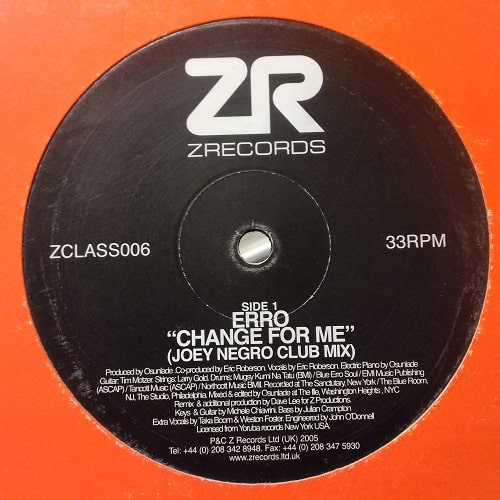 ZR
ZRECORDS
ZCLASS006
33RPM
SIDE 1
ERRO
“CHANGE FOR ME”
(JOEY NEGRO CLUB MIX)
Produced by Osunlade .Co-produced by Eric Roberson. Vocals by Eric Roberson. Electric Piano by Osunlade
Guitar: Tim Motzer. Strings: Larry Gold. Drums: Mugay Kumi Na Tatu (BMI) / Blue Erro Soul / EMI Music Publishing
(ASCAP) / Tancott Music (ASCAP) / Northcott Music BMII. Recorded at The Sanctutary, New York / The Blue Room,
NJ, The Studio, Philadelphia. Mixed & edited by Osunlade at The Ille, Washington Heights , NYC
Remix & additional production by Dave Lee for Z Productions.
Keys & Guitar by Michele Chiavrini. Bass by Julian Crampton
Extra Vocals by Taka Boom & Weston Foster. Engineered by John O'Donnell
Licensed from Yoruba records New York USA
P&C Z Records Ltd (UK) 2005
Tel: +44 (0) 208 342 8948. Fax: +44 (0) 208 347 5930
www.zrecords.ltd.uk